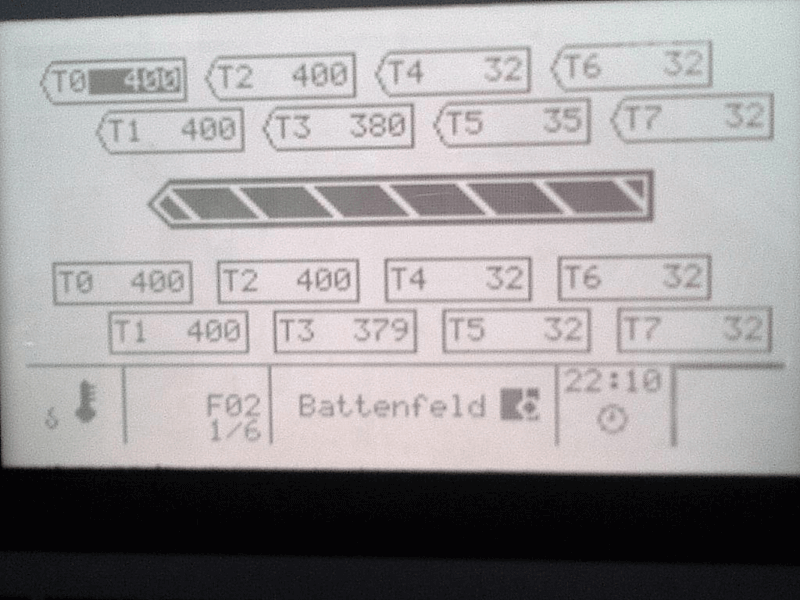 T0 400 T2 400 T4 32 T6 32
T1 400 T3 380 T5 35 T7 32
T0 400 T2 400 T4 32 T6 32
T1 400 T3 379 T5 32 T7 32
F02 Battenfeld 22:10
1/6